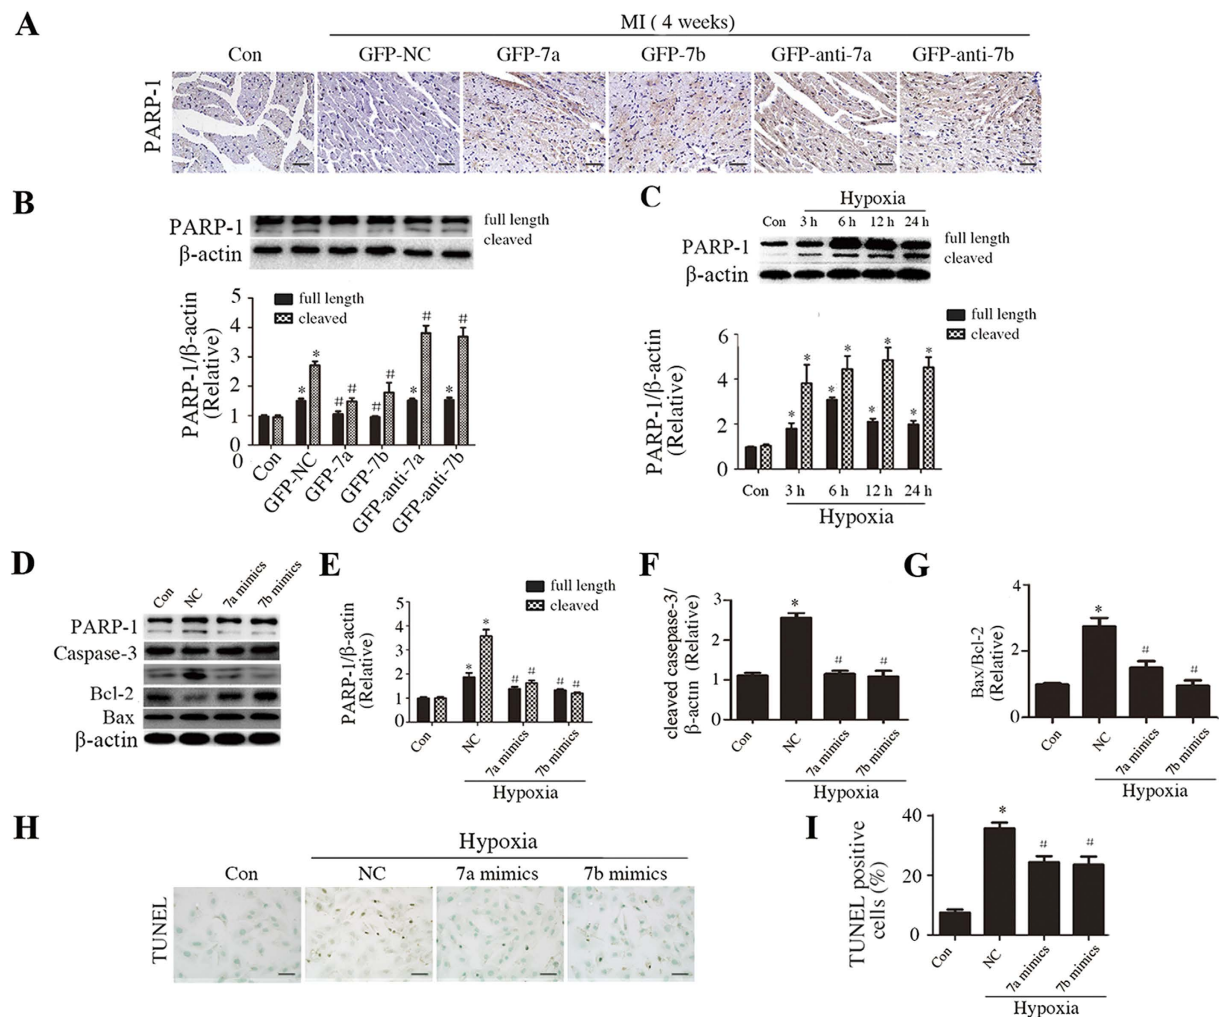 A
MI ( 4 weeks)
Con GFP-NC GFP-7a GFP-7b GFP-anti-7a GFP-anti-7b
PARP-1
B
PARP-1
full length
cleaved
β-actin
PARP-1/β-actin
(Relative)
full length
cleaved
5
4
3
2
1
0
0
* * # # # # * # * #
Con GFP-NC GFP-7a GFP-7b GFP-anti-7a GFP-anti-7b
C
Hypoxia
Con 3 h 6 h 12 h 24 h
PARP-1
full length
cleaved
β-actin
full length
cleaved
PARP-1/β-actin
(Relative)
6
4
2
0
* * * * * * * *
Con 3 h 6 h 12 h 24 h
Hypoxia
D
Con NC 7a mimics 7b mimics
PARP-1
Caspase-3
Bcl-2
Bax
β-actin
E
full length
cleaved
PARP-1/β-actin
(Relative)
5
4
3
2
1
0
* * # # # #
Con NC 7a mimics 7b mimics
Hypoxia
F
cleaved casepase-3/
β-actin (Relative)
3
2
1
0
* # #
Con NC 7a mimics 7b mimics
Hypoxia
G
Bax/Bcl-2
(Relative)
4
2
0
* # #
Con NC 7a mimics 7b mimics
Hypoxia
H
Hypoxia
Con NC 7a mimics 7b mimics
TUNEL
I
TUNEL positive
cells (%)
40
20
0
* # #
Con NC 7a mimics 7b mimics
Hypoxia